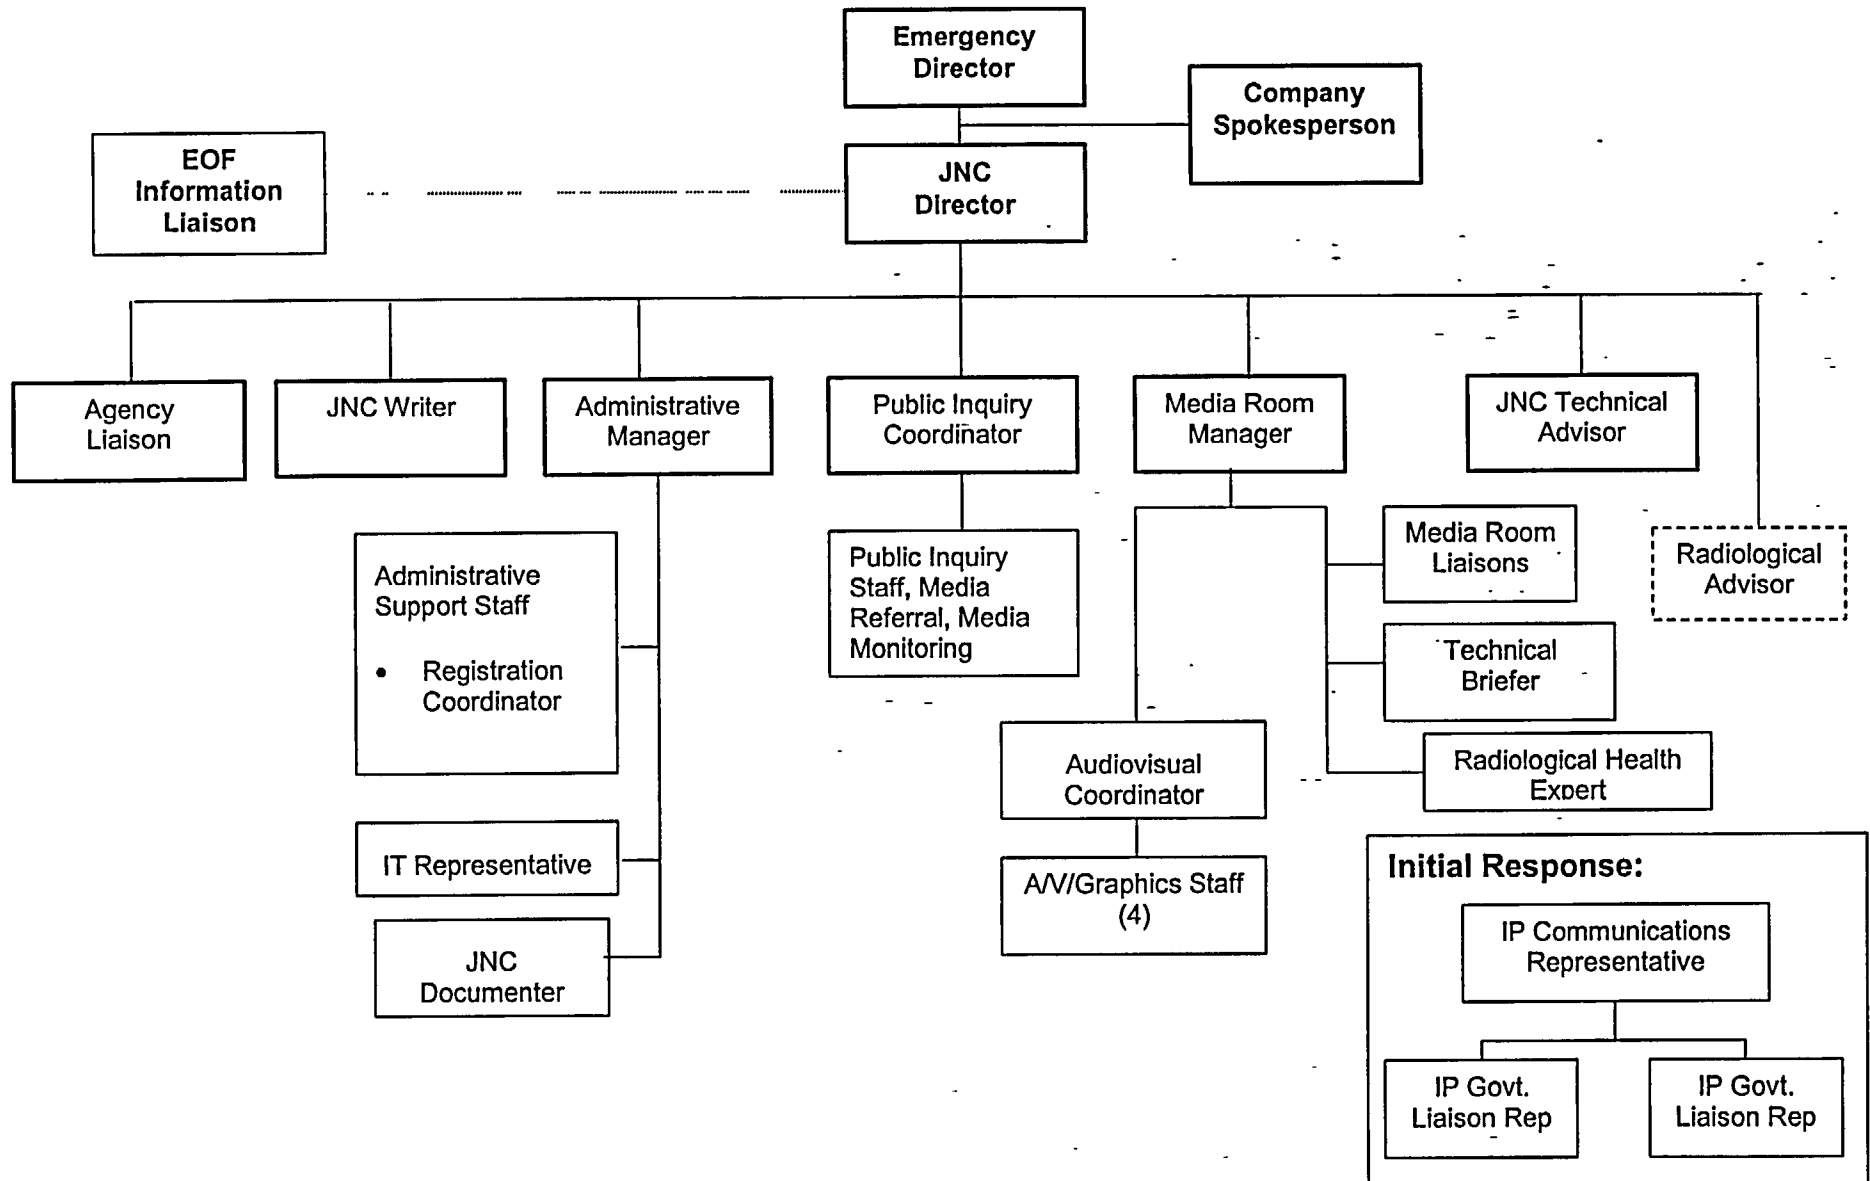 Emergency
Director
Company
Spokesperson
EOF
Information
Liaison
JNC
Director
Agency
Liaison
JNC Writer
Administrative
Manager
Public Inquiry
Coordinator
Media Room
Manager
JNC Technical
Advisor
Radiological
Advisor
Administrative
Support Staff
• Registration
Coordinator
IT Representative
JNC
Documenter
Public Inquiry
Staff, Media
Referral, Media
Monitoring
Media Room
Liaisons
Technical
Briefer
Radiological Health
Expert
Audiovisual
Coordinator
A/V/Graphics Staff
(4)
Initial Response:
IP Communications
Representative
IP Govt.
Liaison Rep
IP Govt.
Liaison Rep